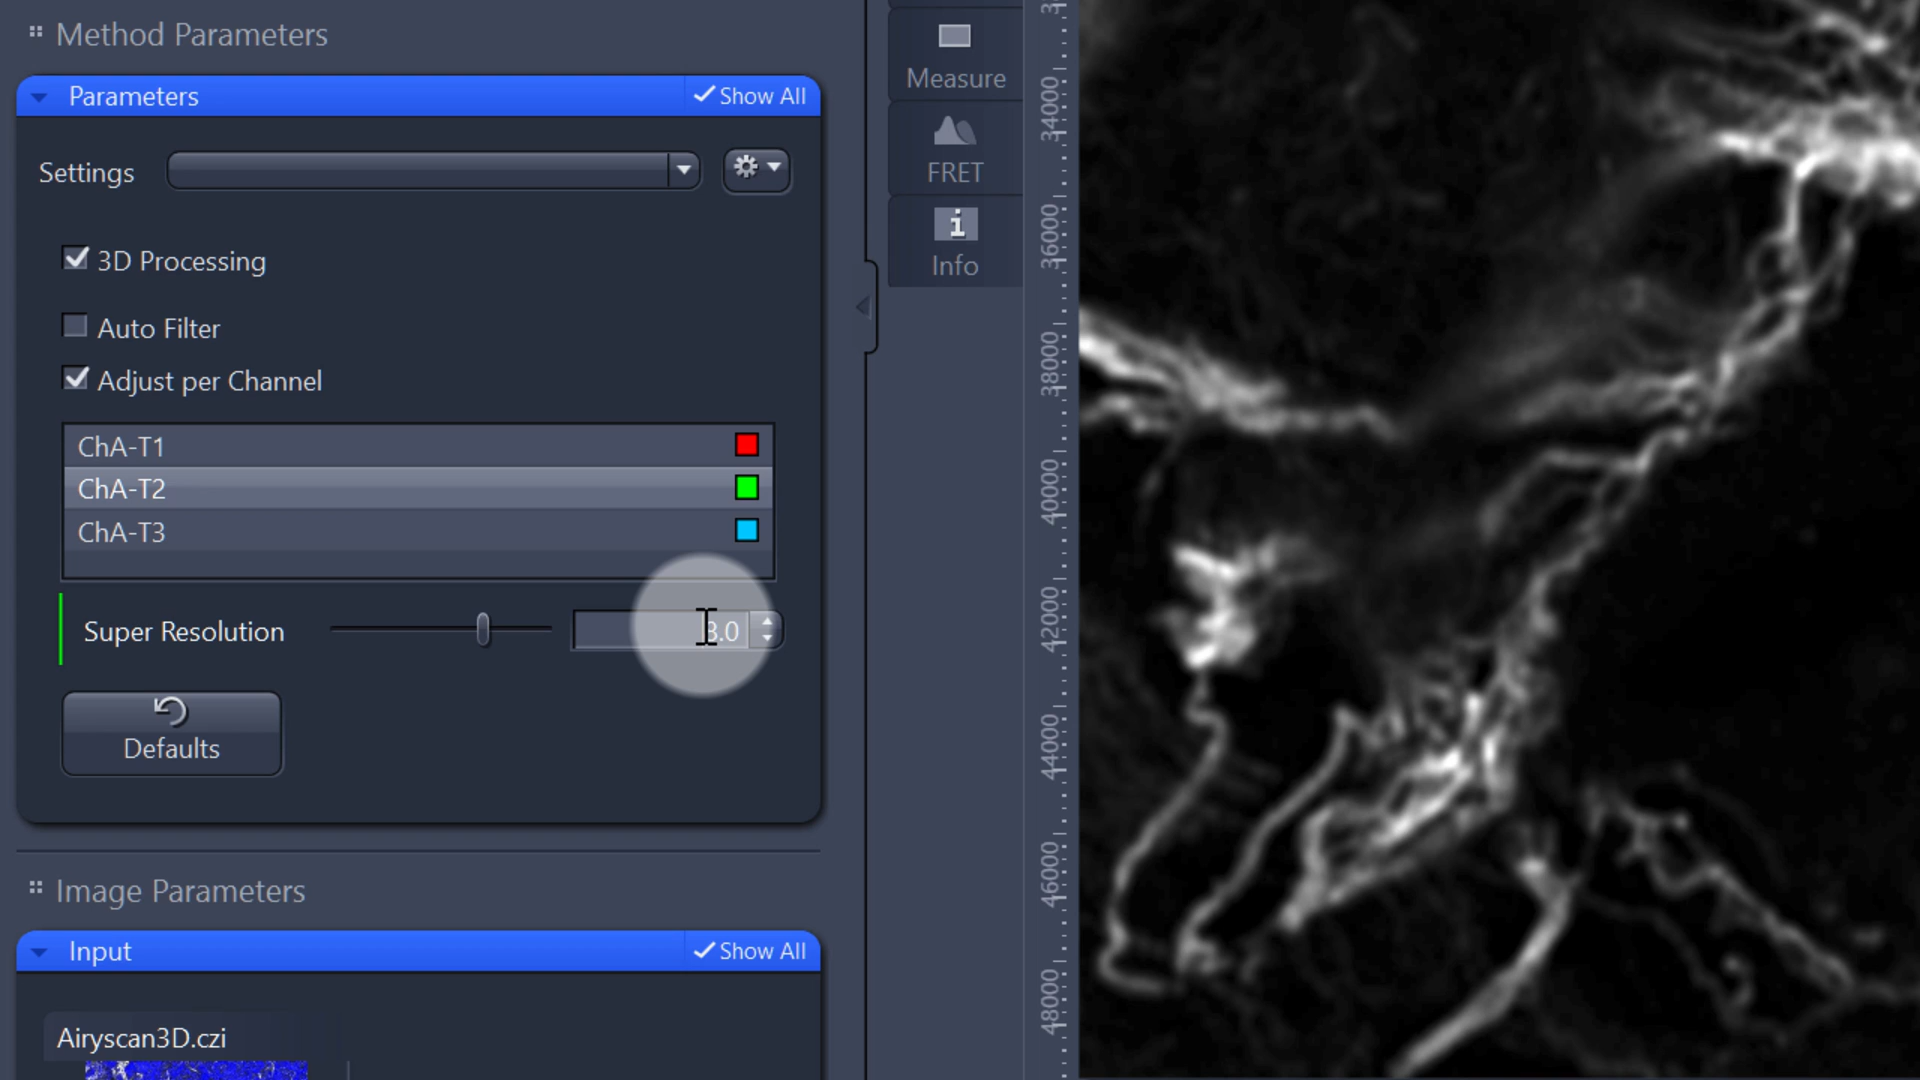 Method Parameters
Parameters
Show All
Settings
3D Processing
Auto Filter
Adjust per Channel
ChA-T1
ChA-T2
ChA-T3
Super Resolution
3.0
Defaults
Image Parameters
Input
Show All
Airyscan3D.czi
Measure
FRET
Info
34000
36000
38000
40000
42000
44000
46000
48000